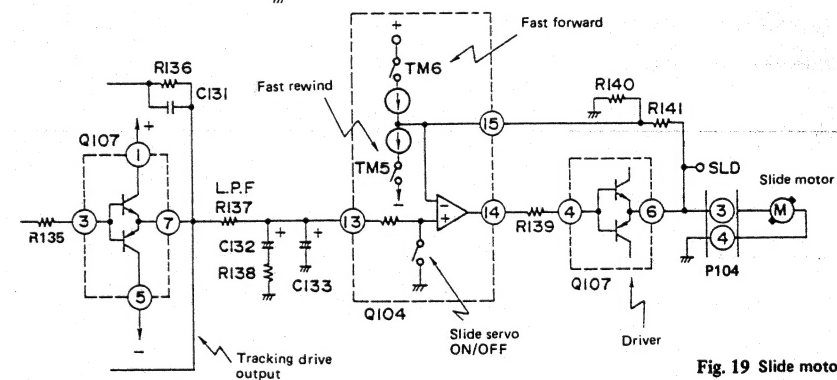 R136
C131
Q107
+
1
3
7
5
−
R135
L.P.F
R137
C132
+
R138
+
C133
Tracking drive
output
+
TM6
Fast forward
Fast rewind
TM5
−
15
13
−
+
14
Q104
Slide servo
ON/OFF
R140
R141
R139
4
6
Q107
Driver
SLD
3
4
P104
Slide motor
M
Fig. 19 Slide moto